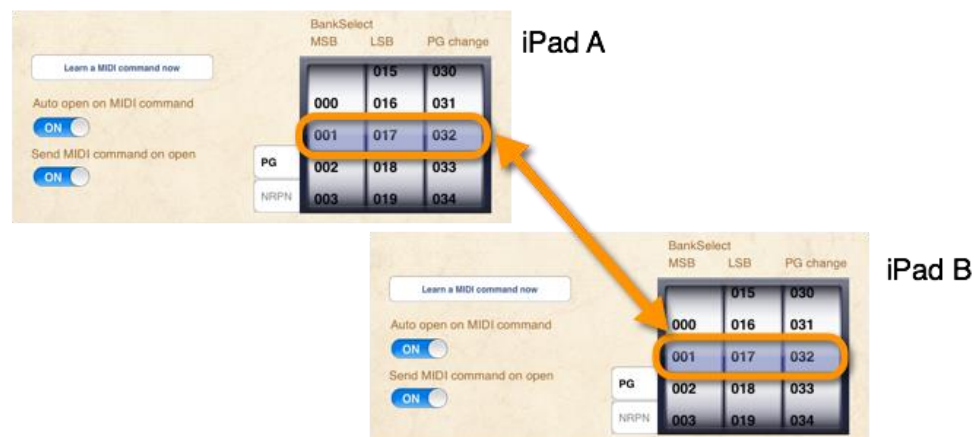 BankSelect
MSB LSB PG change
iPad A
Learn a MIDI command now
015 030
Auto open on MIDI command
000 016 031
ON
001 017 032
Send MIDI command on open
PG
002 018 033
ON
NRPN
003 019 034
BankSelect
MSB LSB PG change
iPad B
Learn a MIDI command now
015 030
Auto open on MIDI command
000 016 031
ON
001 017 032
Send MIDI command on open
PG
002 018 033
ON
NRPN
003 019 034